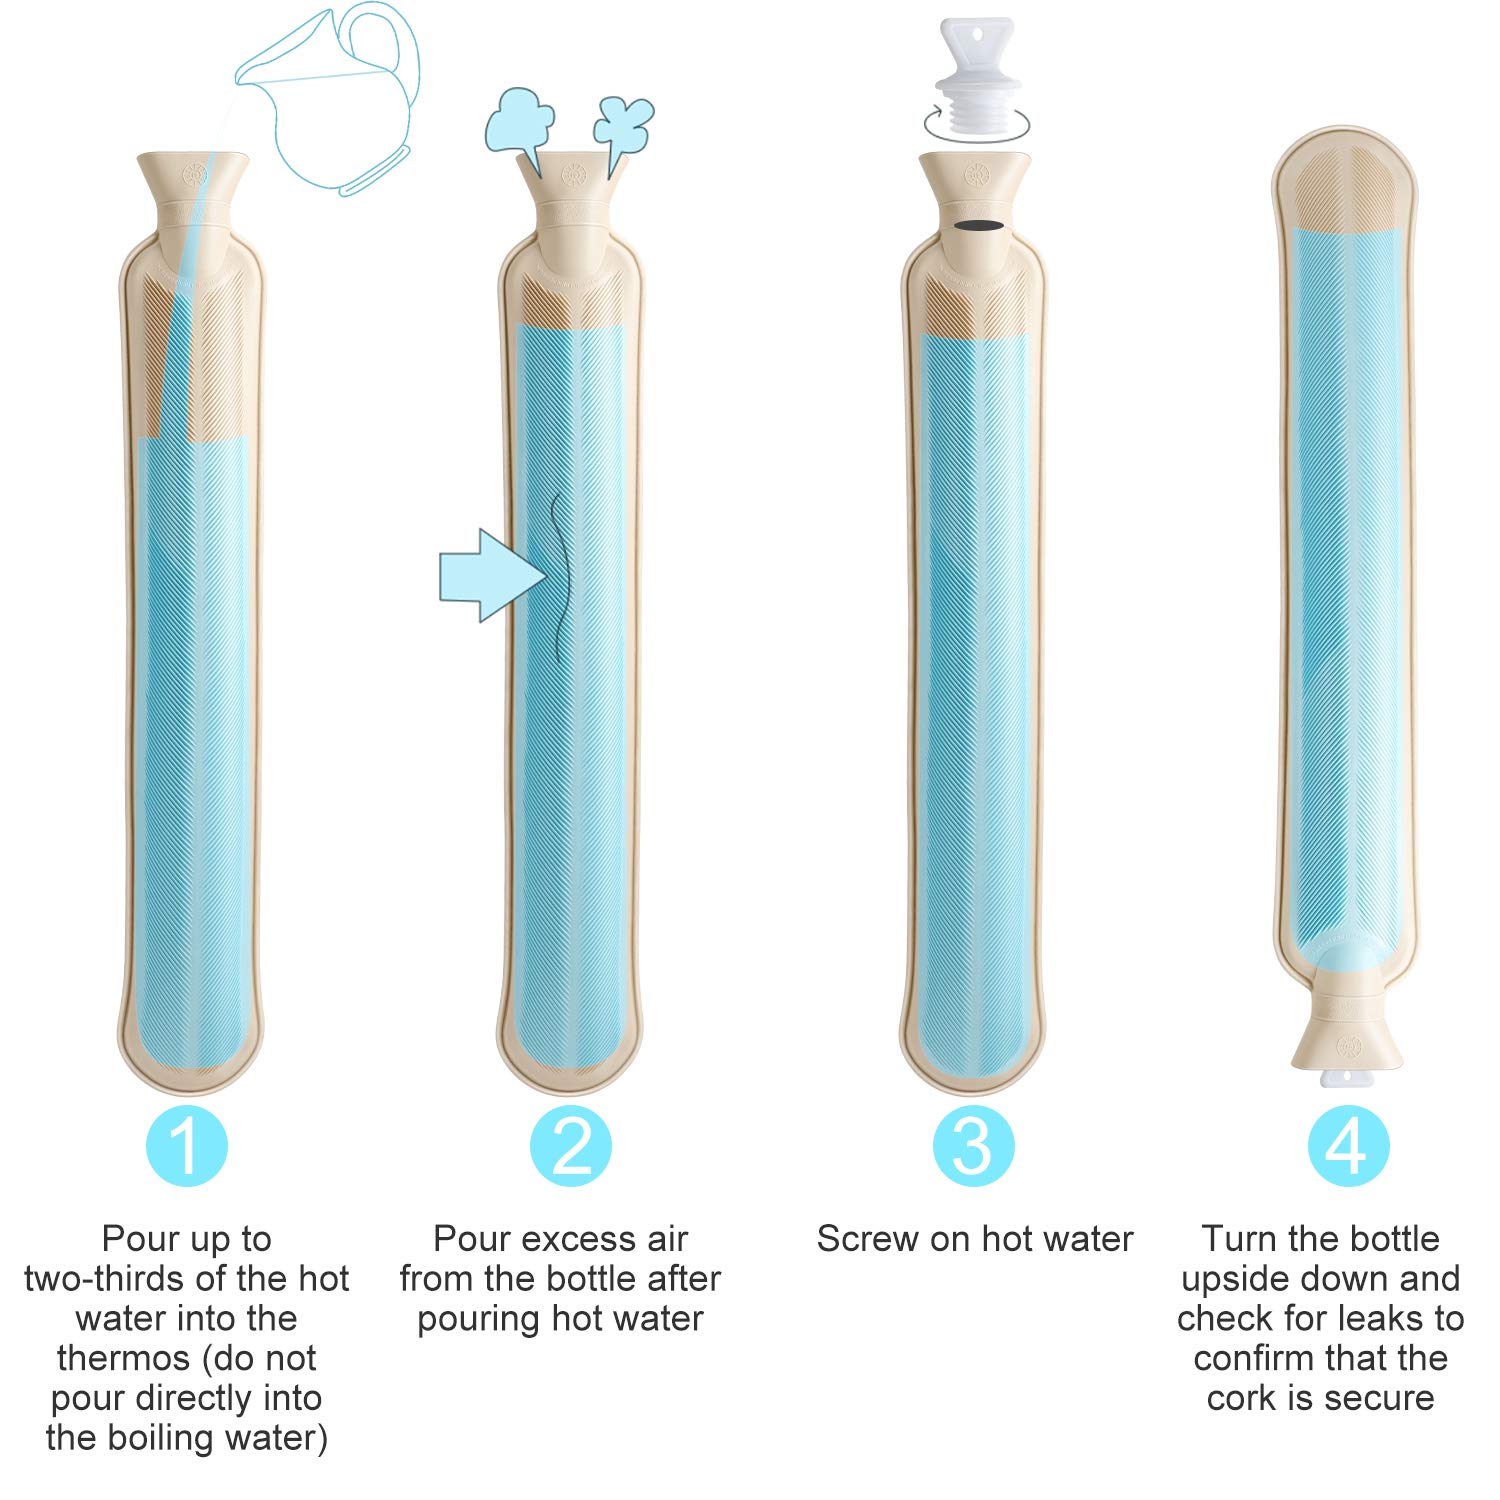 1
Pour up to
two-thirds of the hot
water into the
thermos (do not
pour directly into
the boiling water)
2
Pour excess air
from the bottle after
pouring hot water
3
Screw on hot water
4
Turn the bottle
upside down and
check for leaks to
confirm that the
cork is secure